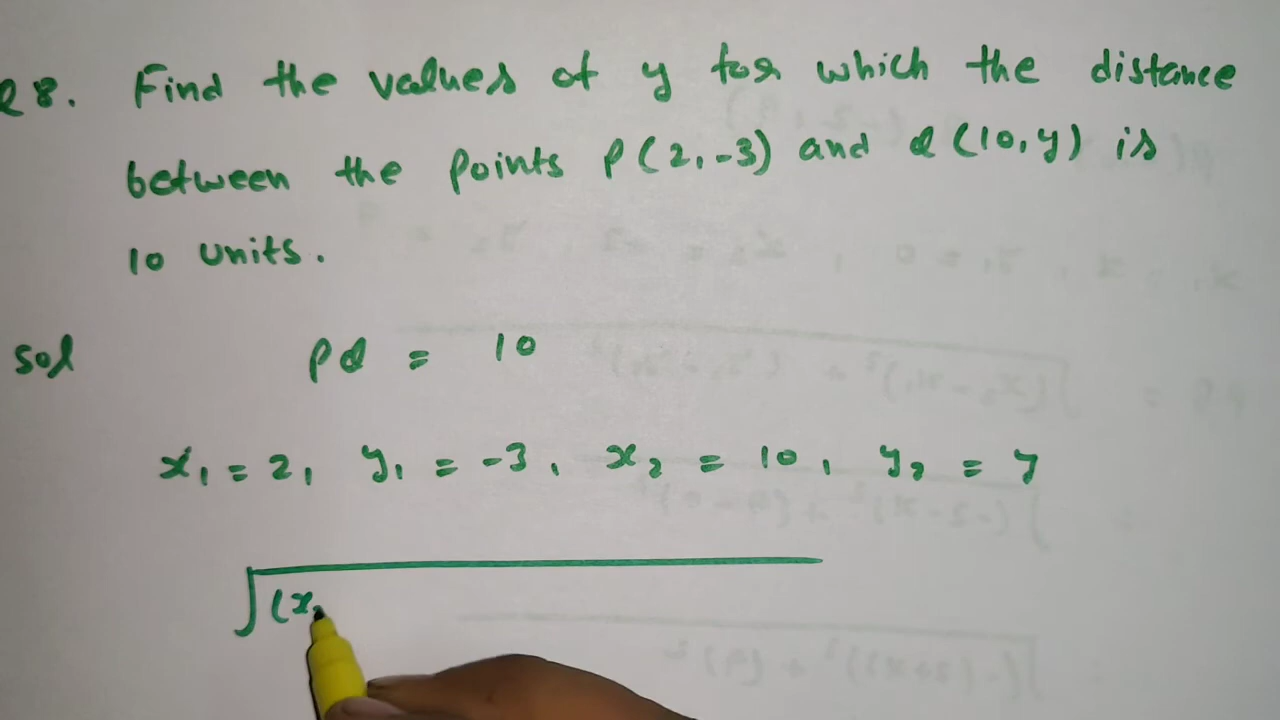 Q8. Find the values of y for which the distance
between the points P(2,-3) and Q(10,y) is
10 units.
Sol PQ = 10
x₁ = 2, y₁ = -3, x₂ = 10, y₂ = y
√(x₂